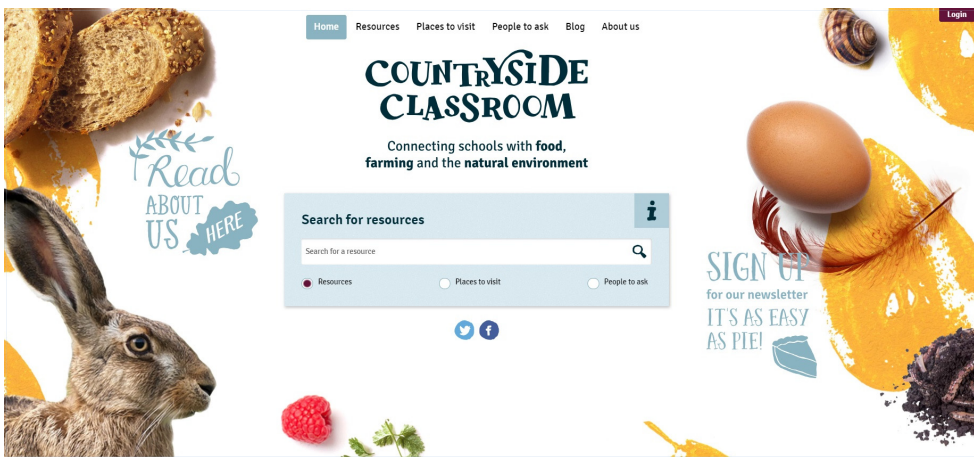 Login
Home Resources Places to visit People to ask Blog About us
COUNTRYSIDE
CLASSROOM
Connecting schools with food,
farming and the natural environment
Read
ABOUT
US HERE
Search for resources
i
Search for a resource
Resources Places to visit People to ask
SIGN UP
for our newsletter
IT'S AS EASY
AS PIE!
f